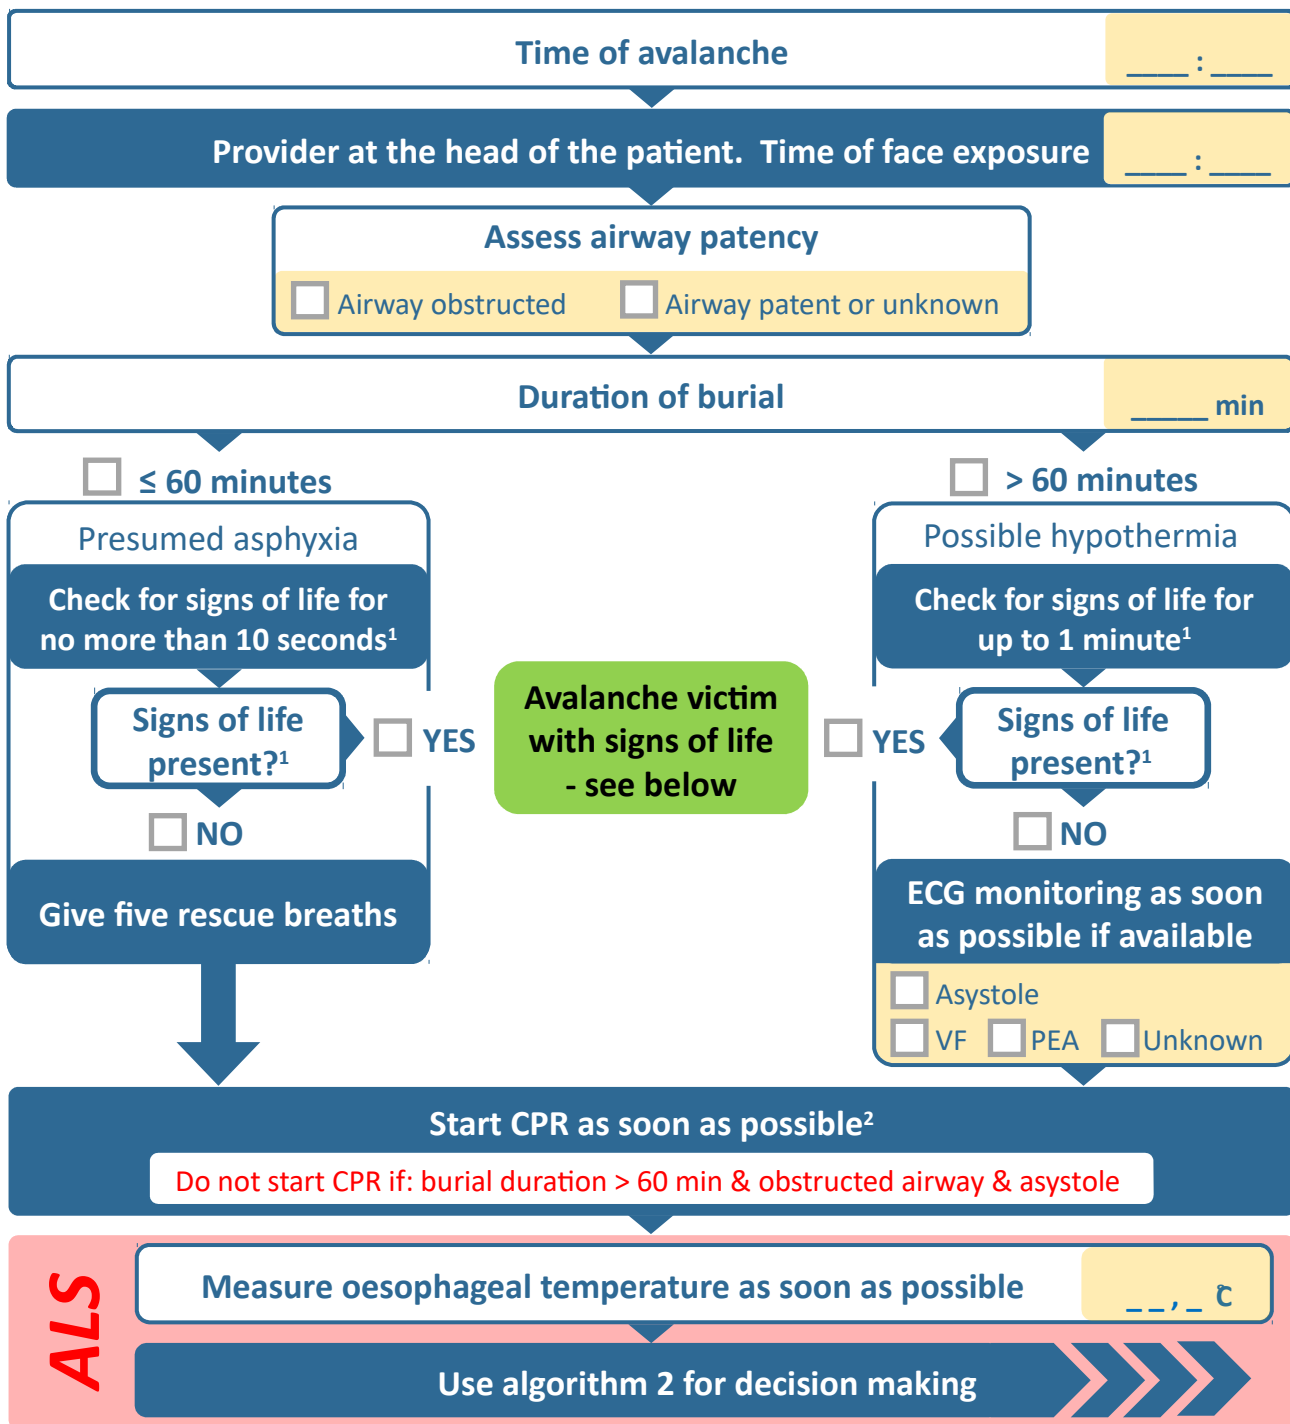 Time of avalanche
____ : ____
Provider at the head of the patient. Time of face exposure
____ : ____
Assess airway patency
Airway obstructed
Airway patent or unknown
Duration of burial
_____ min
≤ 60 minutes
Presumed asphyxia
Check for signs of life for
no more than 10 seconds¹
Signs of life
present?¹
YES
NO
Give five rescue breaths
Avalanche victim
with signs of life
- see below
> 60 minutes
Possible hypothermia
Check for signs of life for
up to 1 minute¹
Signs of life
present?¹
YES
NO
ECG monitoring as soon
as possible if available
Asystole
VF
PEA
Unknown
Start CPR as soon as possible²
Do not start CPR if: burial duration > 60 min & obstructed airway & asystole
ALS
Measure oesophageal temperature as soon as possible
_ _ , _ °C
Use algorithm 2 for decision making